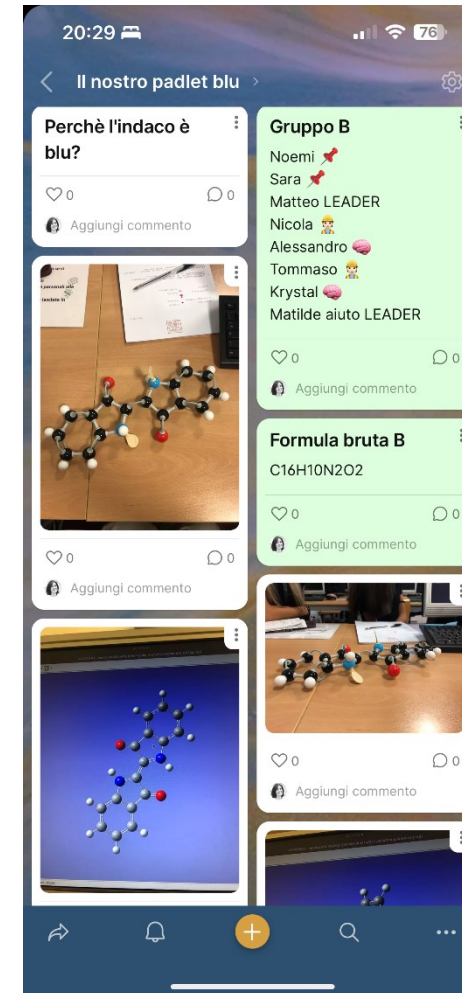 20:29
76
Il nostro padlet blu
Perchè l'indaco è
blu?
0
0
Aggiungi commento
0
0
Aggiungi commento
Gruppo B
Noemi 📌
Sara 📌
Matteo LEADER
Nicola 👷
Alessandro 🧠
Tommaso 👷
Krystal 🧠
Matilde aiuto LEADER
0
0
Aggiungi commento
Formula bruta B
C16H10N2O2
0
0
Aggiungi commento
0
0
Aggiungi commento